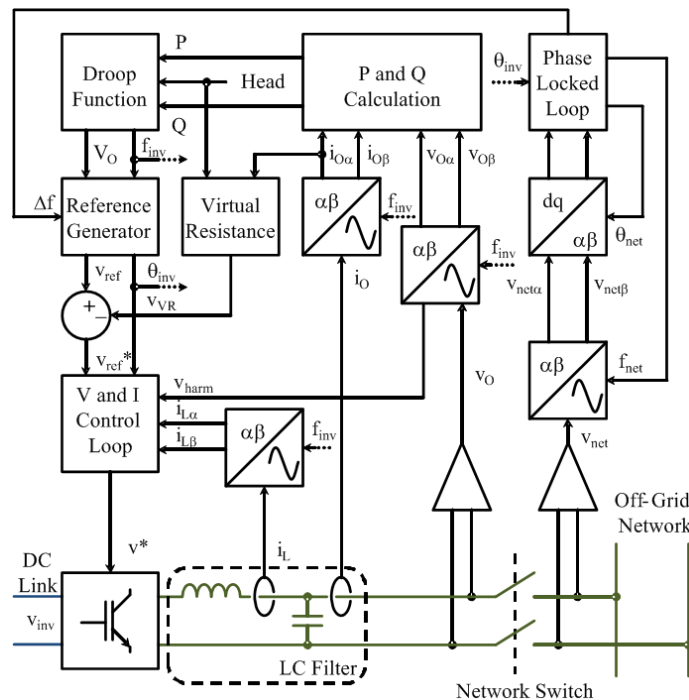 P
Droop
Function
Head
Q
P and Q
Calculation
θinv
Phase
Locked
Loop
VO
finv
iOα
iOβ
vOα
vOβ
Δf
Reference
Generator
Virtual
Resistance
αβ
finv
dq
αβ
θnet
vref
θinv
vVR
iO
αβ
finv
vnetα
vnetβ
+
−
vref*
V and I
Control
Loop
vharm
iLα
iLβ
αβ
finv
vO
αβ
fnet
vnet
v*
iL
Off-Grid
Network
DC
Link
vinv
LC Filter
Network Switch